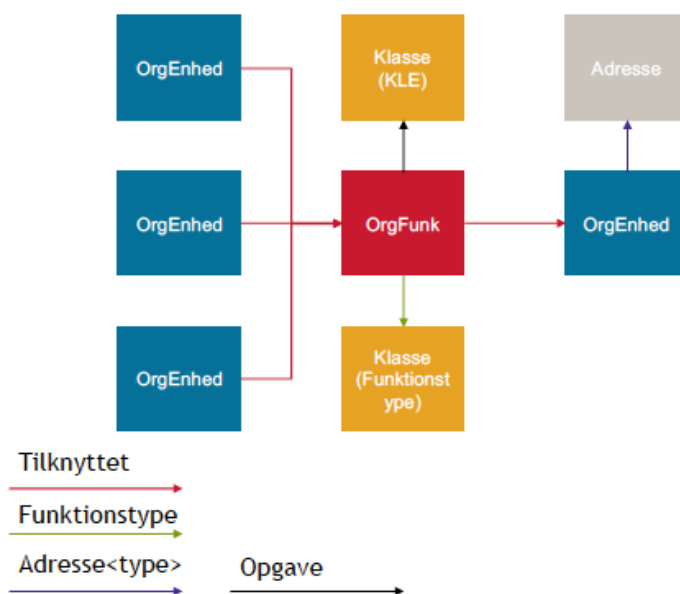 OrgEnhed
Klasse
(KLE)
Adresse
OrgEnhed
OrgFunk
OrgEnhed
OrgEnhed
Klasse
(Funktionst
ype)
Tilknyttet
Funktionstype
Adresse<type>
Opgave